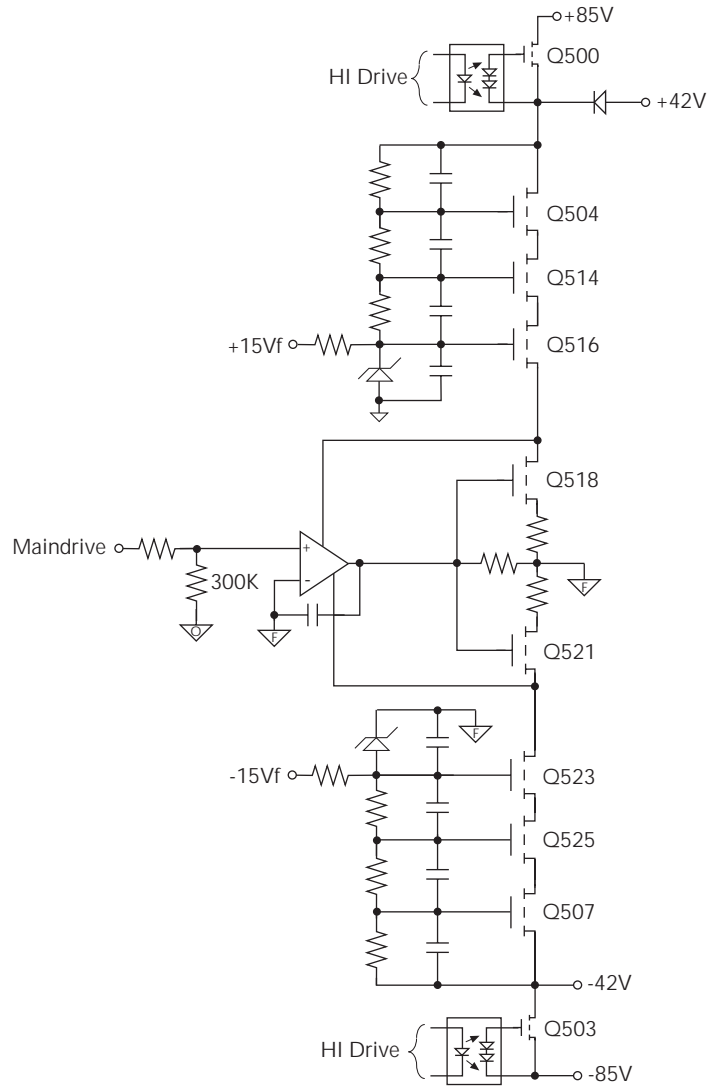 +85V
Q500
HI Drive
+42V
Q504
Q514
+15Vf
Q516
Q518
Maindrive
+
-
300K
F
O
F
Q521
F
-15Vf
Q523
Q525
Q507
-42V
Q503
HI Drive
-85V